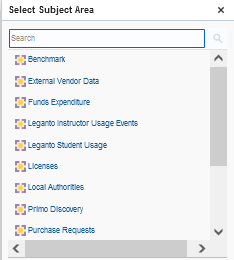 Select Subject Area
Search
Benchmark
External Vendor Data
Funds Expenditure
Leganto Instructor Usage Events
Leganto Student Usage
Licenses
Local Authorities
Primo Discovery
Purchase Requests